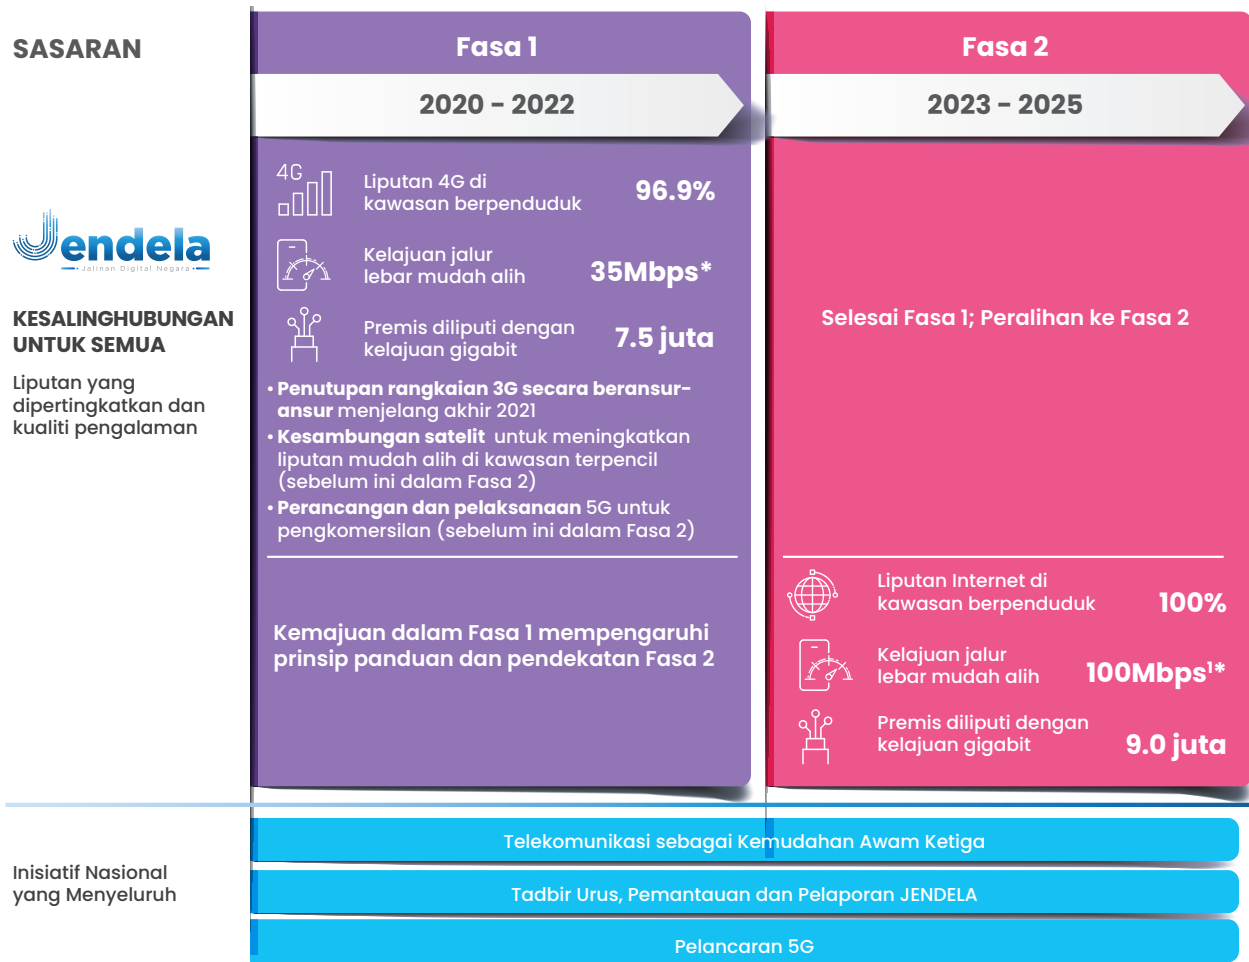 SASARAN
Fasa 1
2020 - 2022
Fasa 2
2023 - 2025
Jendela
Jalinan Digital Negara
KESALINGHUBUNGAN
UNTUK SEMUA
Liputan yang
dipertingkatkan dan
kualiti pengalaman
4G
Liputan 4G di
kawasan berpenduduk
96.9%
Kelajuan jalur
lebar mudah alih
35Mbps*
Premis diliputi dengan
kelajuan gigabit
7.5 juta
• Penutupan rangkaian 3G secara beransur-
ansur menjelang akhir 2021
• Kesambungan satelit untuk meningkatkan
liputan mudah alih di kawasan terpencil
(sebelum ini dalam Fasa 2)
• Perancangan dan pelaksanaan 5G untuk
pengkomersilan (sebelum ini dalam Fasa 2)
Kemajuan dalam Fasa 1 mempengaruhi
prinsip panduan dan pendekatan Fasa 2
Selesai Fasa 1; Peralihan ke Fasa 2
Liputan Internet di
kawasan berpenduduk
100%
Kelajuan jalur
lebar mudah alih
100Mbps¹*
Premis diliputi dengan
kelajuan gigabit
9.0 juta
Inisiatif Nasional
yang Menyeluruh
Telekomunikasi sebagai Kemudahan Awam Ketiga
Tadbir Urus, Pemantauan dan Pelaporan JENDELA
Pelancaran 5G